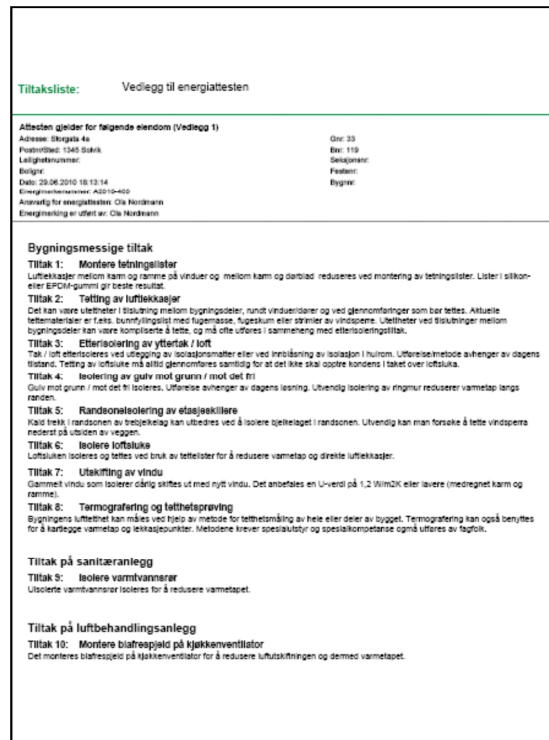 Tiltaksliste: Vedlegg til energiattesten
Attesten gjelder for følgende eiendom (Vedlegg 1)
Adresse: Storgata 4a Gnr: 33
Postnr/Sted: 1345 Solvik Bnr: 119
Leilighetsnummer: Seksjonsnr:
Bolignr: Festenr:
Dato: 29.06.2010 18:13:14 Bygnnr:
Energimerkenummer: A2010-400
Ansvarlig for energiattesten: Ola Nordmann
Energimerking er utført av: Ola Nordmann
Bygningsmessige tiltak
Tiltak 1: Montere tetningslister
Luftlekkasjer mellom karm og ramme på vinduer og mellom karm og dørblad reduseres ved montering av tetningslister. Lister i silikon-
eller EPDM-gummi gir beste resultat.
Tiltak 2: Tetting av luftlekkasjer
Det kan være utettheter i tilslutning mellom bygningsdeler, rundt vinduer/dører og ved gjennomføringer som bør tettes. Aktuelle
tettematerialer er f.eks. bunnfyllingslist med fugemasse, fugeskum eller strimler av vindsperre. Utettheter ved tilslutninger mellom
bygningsdeler kan være kompliserte å tette, og må ofte utføres i sammeheng med etterisoleringstiltak.
Tiltak 3: Etterisolering av yttertak / loft
Tak / loft etterisoleres ved utlegging av isolasjonsmatter eller ved innblåsning av isolasjon i hulrom. Utførelse/metode avhenger av dagens
tilstand. Tetting av loftsluke må alltid gjennomføres samtidig for at det ikke skal opptre kondens i taket over loftsluka.
Tiltak 4: Isolering av gulv mot grunn / mot det fri
Gulv mot grunn / mot det fri isoleres. Utførelse avhenger av dagens løsning. Utvendig isolering av ringmur reduserer varmetap langs
randen.
Tiltak 5: Randsoneisolering av etasjeskillere
Kald trekk i randsonen av trebjelkelag kan utbedres ved å isolere bjelkelaget i randsonen. Utvendig kan man forsøke å tette vindsperra
nederst på utsiden av veggen.
Tiltak 6: Isolere loftsluke
Loftsluken isoleres og tettes ved bruk av tettelister for å redusere varmetap og direkte luftlekkasjer.
Tiltak 7: Utskifting av vindu
Gammelt vindu som isolerer dårlig skiftes ut med nytt vindu. Det anbefales en U-verdi på 1,2 W/m2K eller lavere (medregnet karm og
ramme).
Tiltak 8: Termografering og tetthetsprøving
Bygningens lufttetthet kan måles ved hjelp av metode for tetthetsmåling av hele eller deler av bygget. Termografering kan også benyttes
for å kartlegge varmetap og lekkasjepunkter. Metodene krever spesialutstyr og spesialkompetanse ogmå utføres av fagfolk.
Tiltak på sanitæranlegg
Tiltak 9: Isolere varmtvannsrør
Uisolerte varmtvannsrør isoleres for å redusere varmetapet.
Tiltak på luftbehandlingsanlegg
Tiltak 10: Montere blafrespjeld på kjøkkenventilator
Det monteres blafrespjeld på kjøkkenventilator for å redusere luftutskiftningen og dermed varmetapet.